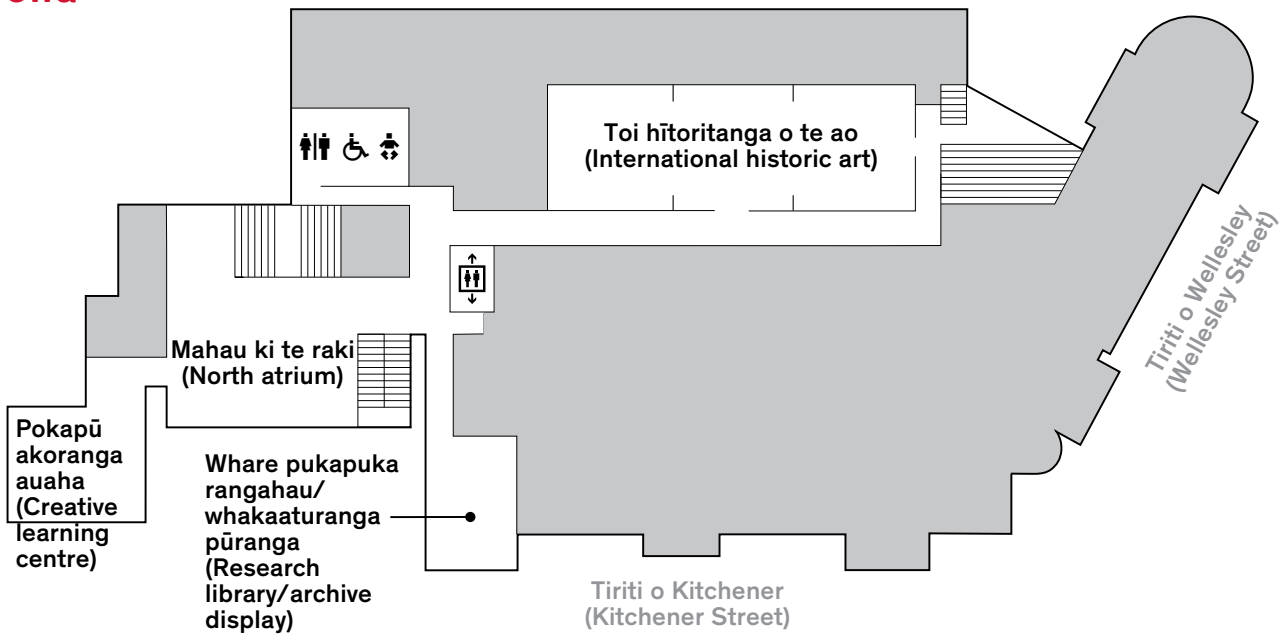 Toi hītoritanga o te ao
(International historic art)
Tiriti o Wellesley
(Wellesley Street)
Mahau ki te raki
(North atrium)
Pokapū
akoranga
auaha
(Creative
learning
centre)
Whare pukapuka
rangahau/
whakaaturanga
pūranga
(Research
library/archive
display)
Tiriti o Kitchener
(Kitchener Street)